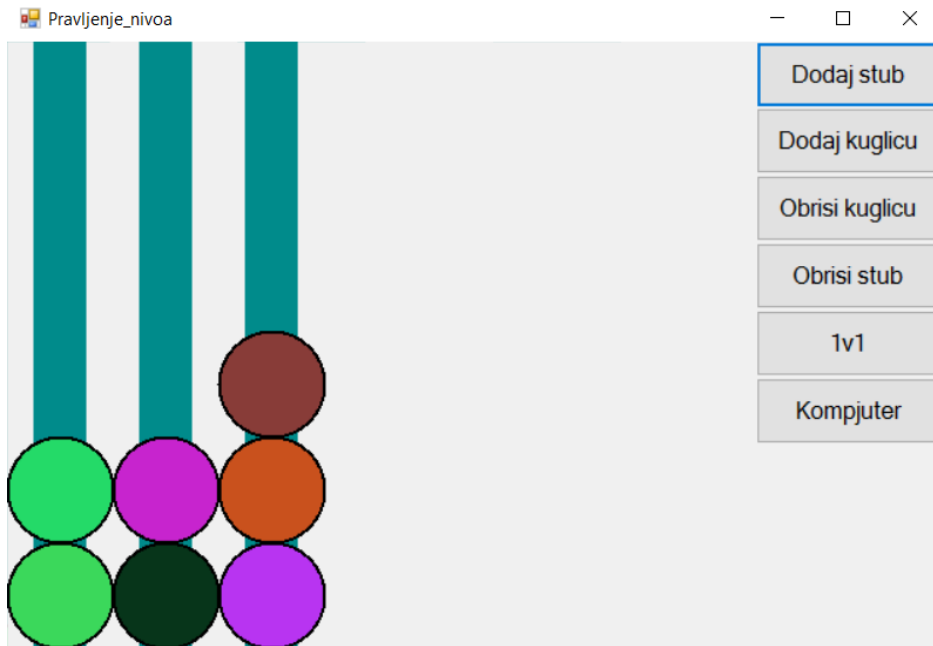 Pravljenje_nivoa
Dodaj stub
Dodaj kuglicu
Obrisi kuglicu
Obrisi stub
1v1
Kompjuter